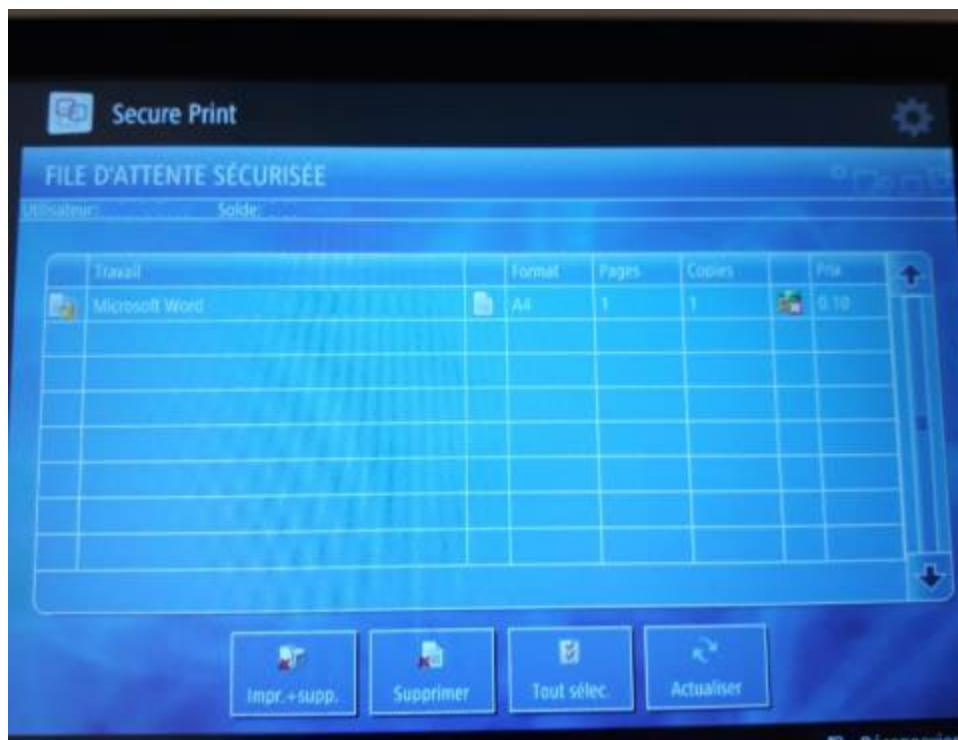 Secure Print
FILE D'ATTENTE SÉCURISÉE
Utilisateur: Solde:
Travail Format Pages Copies Prix
Microsoft Word A4 1 1 0.10
Impr.+supp. Supprimer Tout sélec. Actualiser